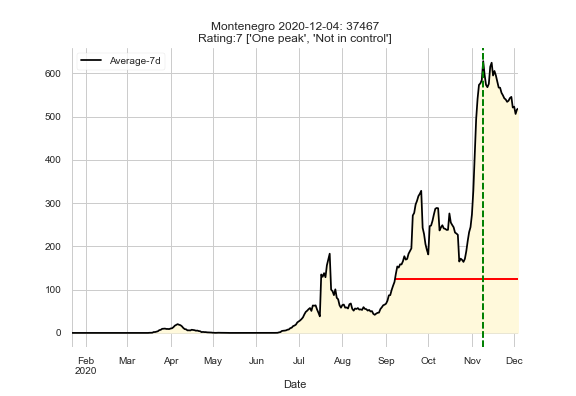 Montenegro 2020-12-04: 37467
Rating:7 ['One peak', 'Not in control']
Average-7d
600
500
400
300
200
100
0
Feb Mar Apr May Jun Jul Aug Sep Oct Nov Dec
2020
Date